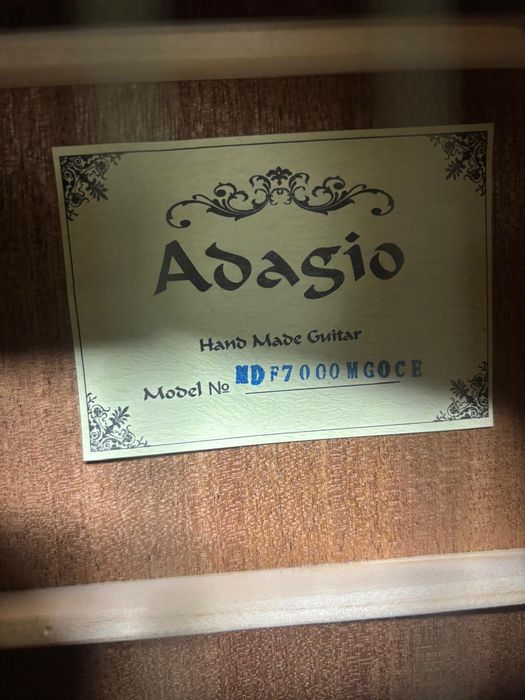 Adagio
Hand Made Guitar
Model № MDF7000MGOCE